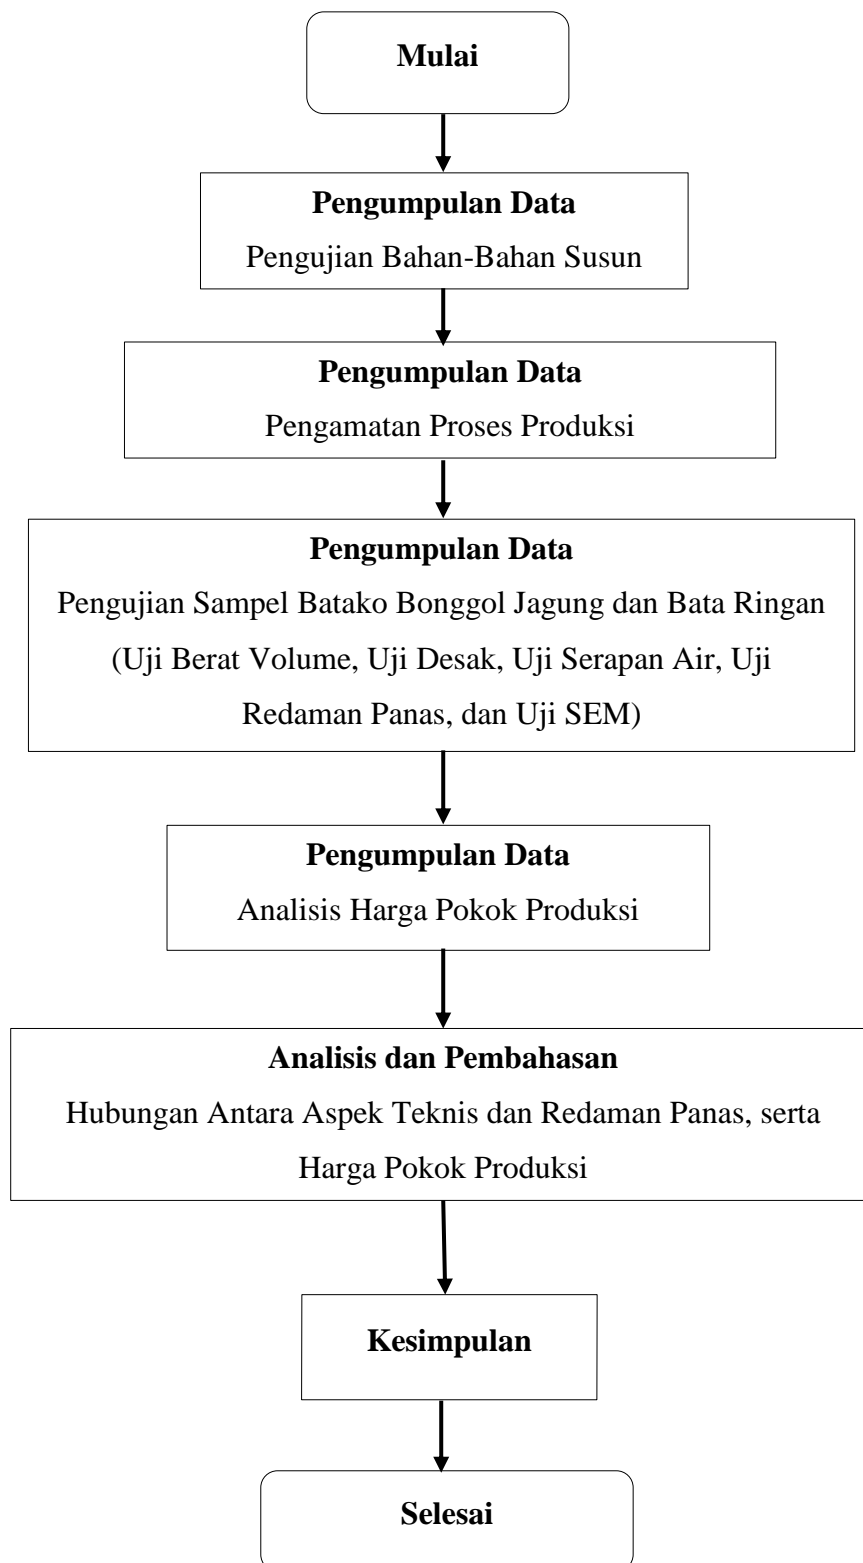 Mulai
Pengumpulan Data
Pengujian Bahan-Bahan Susun
Pengumpulan Data
Pengamatan Proses Produksi
Pengumpulan Data
Pengujian Sampel Batako Bonggol Jagung dan Bata Ringan
(Uji Berat Volume, Uji Desak, Uji Serapan Air, Uji
Redaman Panas, dan Uji SEM)
Pengumpulan Data
Analisis Harga Pokok Produksi
Analisis dan Pembahasan
Hubungan Antara Aspek Teknis dan Redaman Panas, serta
Harga Pokok Produksi
Kesimpulan
Selesai